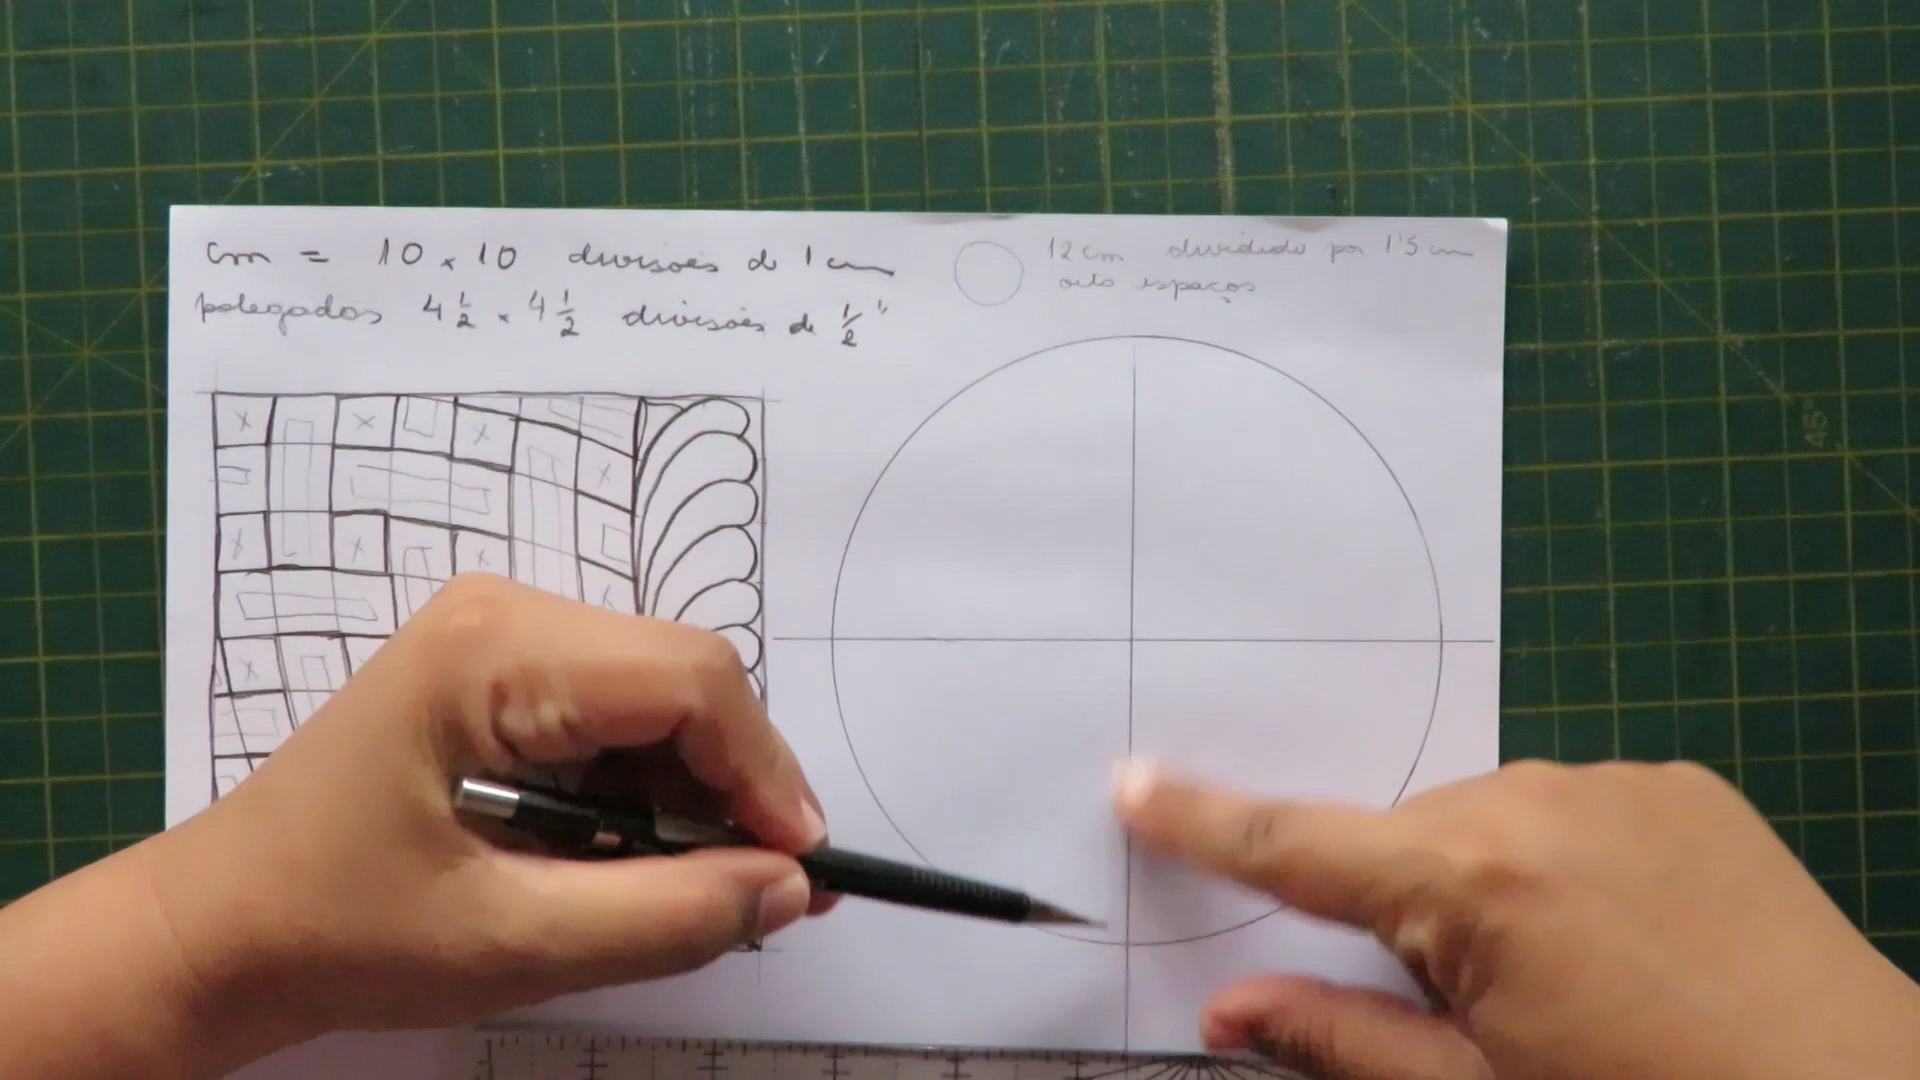 cm = 10 x 10 divisões de 1 cm
polegadas 4 1/2 x 4 1/2 divisões de 1/2"
12 cm dividido por 1'5 cm
oito espaços
45°